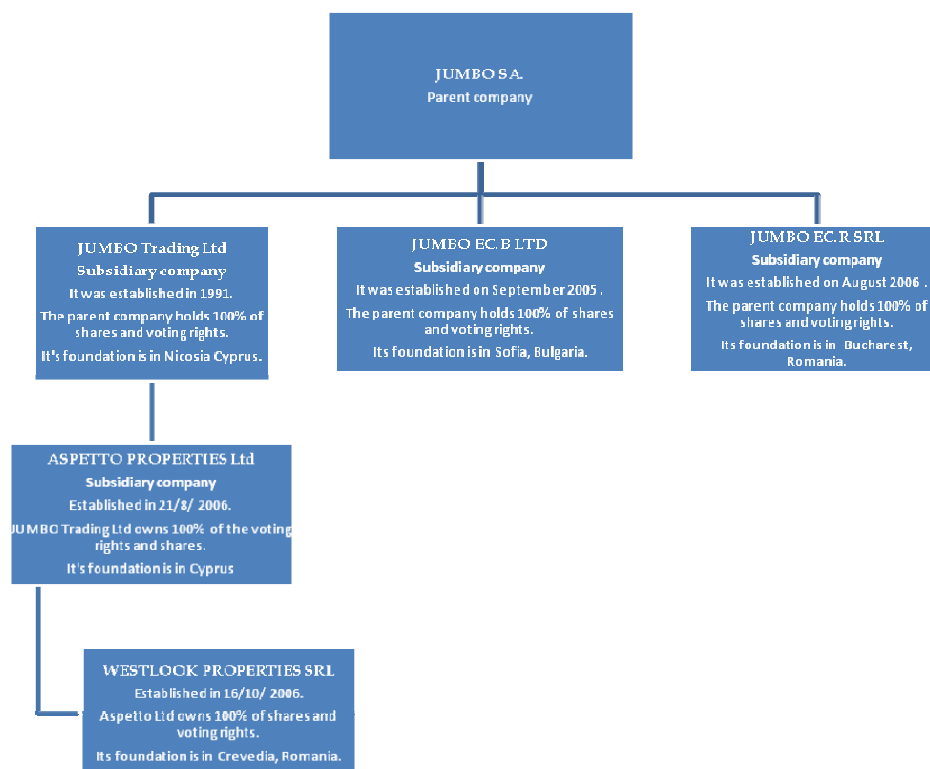 JUMBO S.A.
Parent company
JUMBO Trading Ltd
Subsidiary company
It was established in 1991.
The parent company holds 100% of
shares and voting rights.
It's foundation is in Nicosia Cyprus.
JUMBO EC.B LTD
Subsidiary company
It was established on September 2005 .
The parent company holds 100% of shares
and voting rights.
Its foundation is in Sofia, Bulgaria.
JUMBO EC.R SRL
Subsidiary company
It was established on August 2006 .
The parent company holds 100% of
shares and voting rights.
Its foundation is in Bucharest,
Romania.
ASPETTO PROPERTIES Ltd
Subsidiary company
Established in 21/8/ 2006.
JUMBO Trading Ltd owns 100% of the voting
rights and shares.
It's foundation is in Cyprus
WESTLOOK PROPERTIES SRL
Established in 16/10/ 2006.
Aspetto Ltd owns 100% of shares and
voting rights.
Its foundation is in Crevedia, Romania.